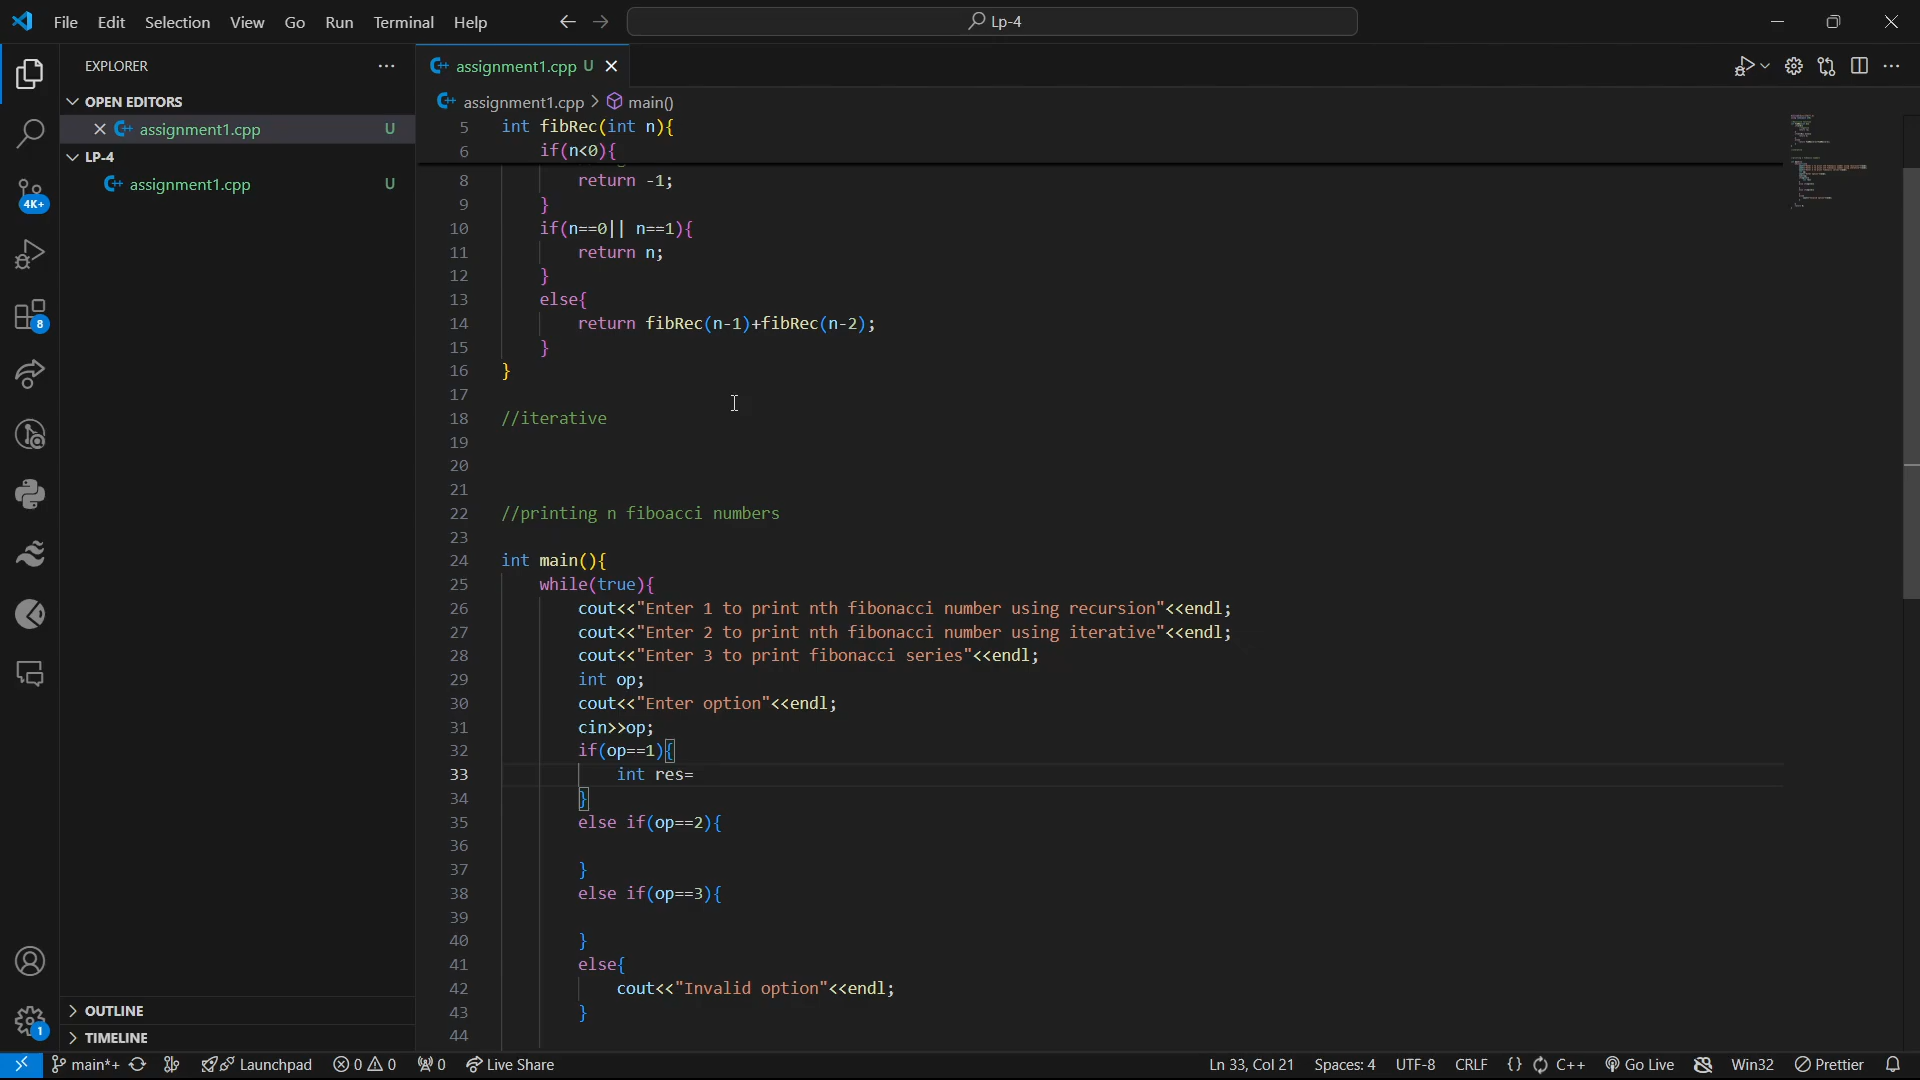 File Edit Selection View Go Run Terminal Help
Lp-4
EXPLORER
assignment1.cpp U
OPEN EDITORS
assignment1.cpp U
LP-4
assignment1.cpp U
assignment1.cpp > main()
5 int fibRec(int n){
6 if(n<0){
8 return -1;
9 }
10 if(n==0|| n==1){
11 return n;
12 }
13 else{
14 return fibRec(n-1)+fibRec(n-2);
15 }
16 }
17
18 //iterative
19
20
21
22 //printing n fiboacci numbers
23
24 int main(){
25 while(true){
26 cout<<"Enter 1 to print nth fibonacci number using recursion"<<endl;
27 cout<<"Enter 2 to print nth fibonacci number using iterative"<<endl;
28 cout<<"Enter 3 to print fibonacci series"<<endl;
29 int op;
30 cout<<"Enter option"<<endl;
31 cin>>op;
32 if(op==1){
33 int res=
34 }
35 else if(op==2){
36
37 }
38 else if(op==3){
39
40 }
41 else{
42 cout<<"Invalid option"<<endl;
43 }
44
4K+
8
1
OUTLINE
TIMELINE
main*+ Launchpad 0 0 0 Live Share Ln 33, Col 21 Spaces: 4 UTF-8 CRLF {} C++ Go Live Win32 Prettier